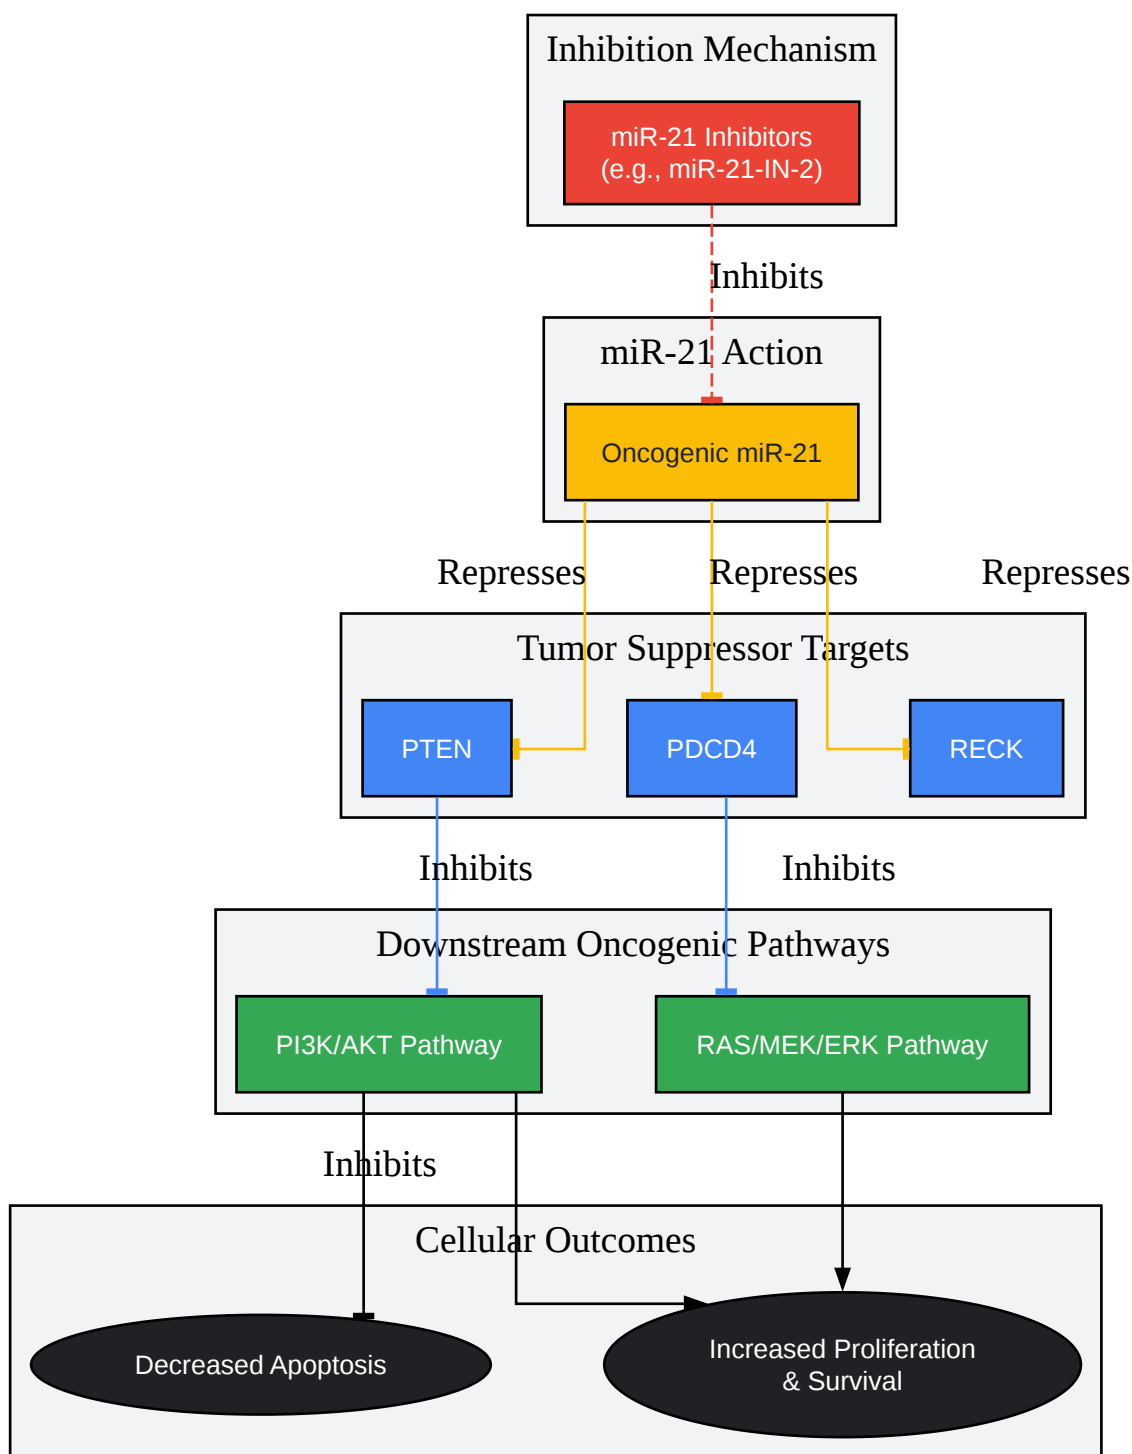 Inhibition Mechanism
miR-21 Inhibitors
(e.g., miR-21-IN-2)
Inhibits
miR-21 Action
Oncogenic miR-21
Represses
Represses
Represses
Tumor Suppressor Targets
PTEN
PDCD4
RECK
Inhibits
Inhibits
Downstream Oncogenic Pathways
PI3K/AKT Pathway
RAS/MEK/ERK Pathway
Inhibits
Cellular Outcomes
Decreased Apoptosis
Increased Proliferation
& Survival